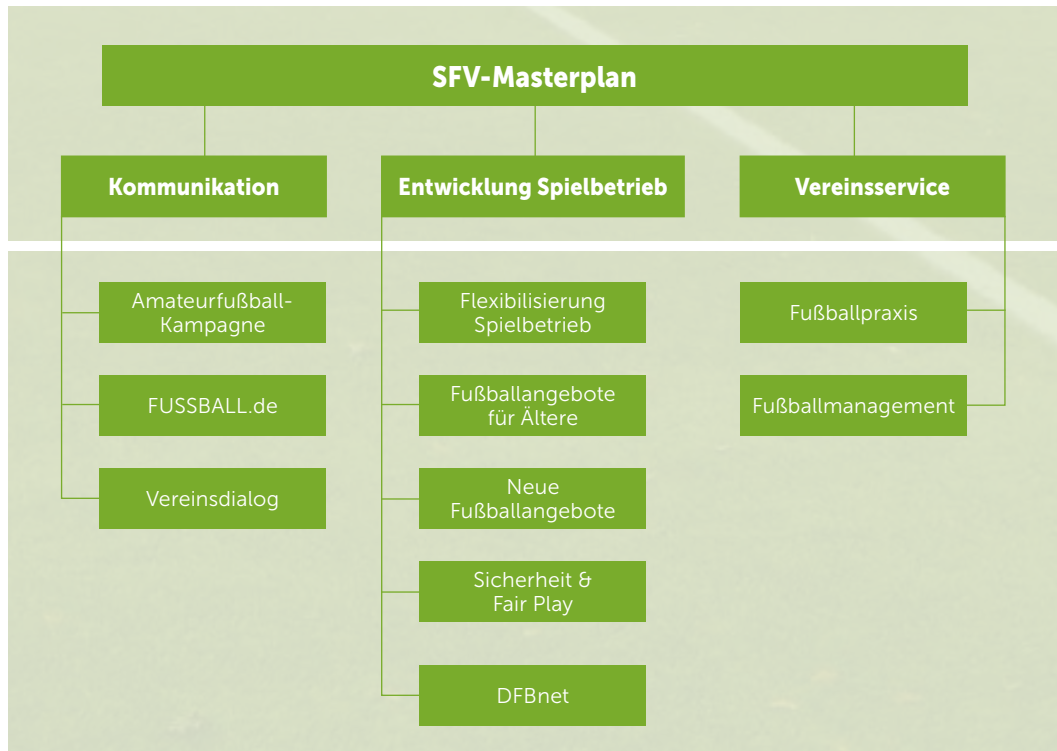 SFV-Masterplan
Kommunikation
Entwicklung Spielbetrieb
Vereinsservice
Amateurfußball-
Kampagne
FUSSBALL.de
Vereinsdialog
Flexibilisierung
Spielbetrieb
Fußballangebote
für Ältere
Neue
Fußballangebote
Sicherheit &
Fair Play
DFBnet
Fußballpraxis
Fußballmanagement